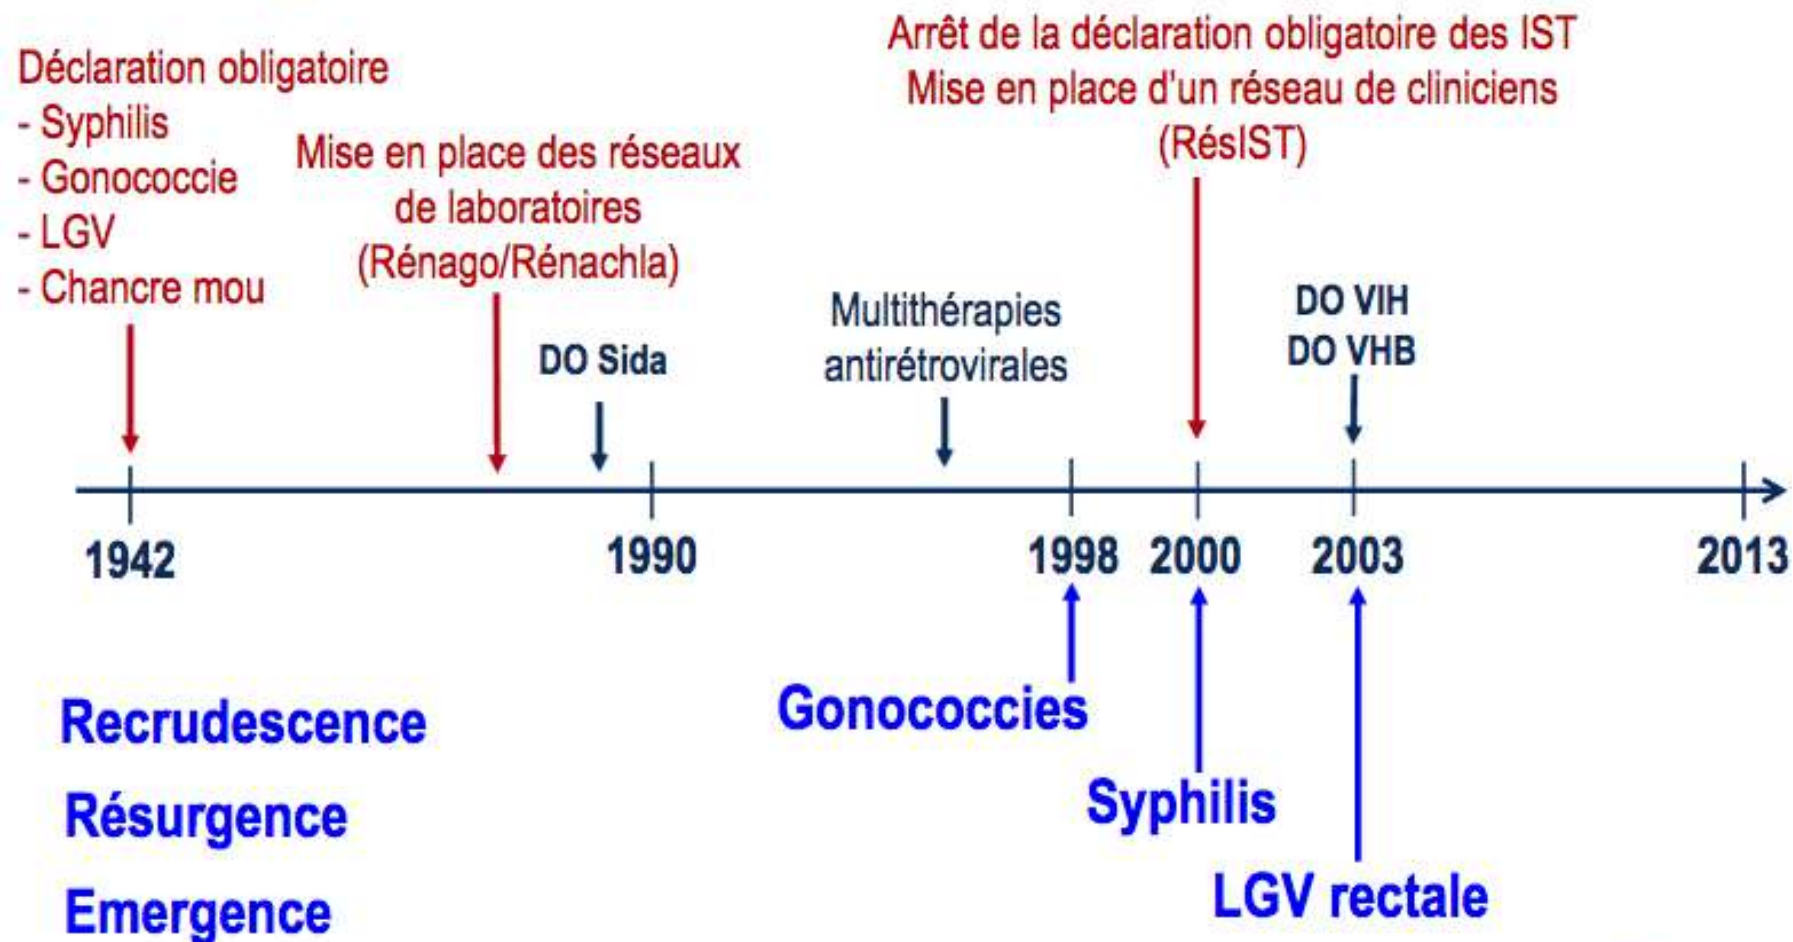 Déclaration obligatoire
- Syphilis
- Gonococcie
- LGV
- Chancre mou
Mise en place des réseaux
de laboratoires
(Rénago/Rénachla)
DO Sida
Multithérapies
antirétrovirales
Arrêt de la déclaration obligatoire des IST
Mise en place d'un réseau de cliniciens
(RésIST)
DO VIH
DO VHB
1942
1990
1998
2000
2003
2013
Recrudescence
Gonococcies
Résurgence
Syphilis
Emergence
LGV rectale